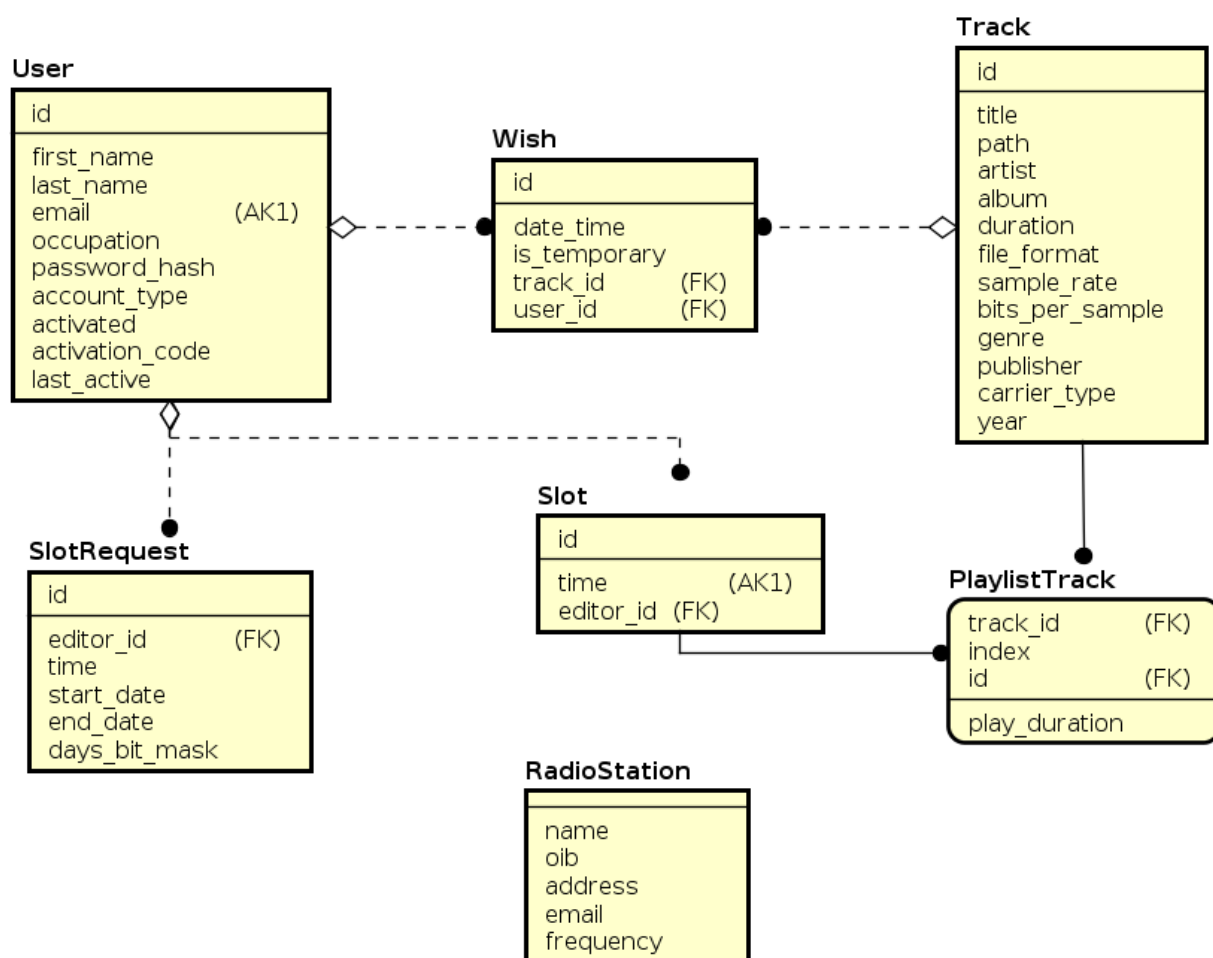 User
id
first_name
last_name
email (AK1)
occupation
password_hash
account_type
activated
activation_code
last_active
Wish
id
date_time
is_temporary
track_id (FK)
user_id (FK)
Track
id
title
path
artist
album
duration
file_format
sample_rate
bits_per_sample
genre
publisher
carrier_type
year
SlotRequest
id
editor_id (FK)
time
start_date
end_date
days_bit_mask
Slot
id
time (AK1)
editor_id (FK)
PlaylistTrack
track_id (FK)
index
id (FK)
play_duration
RadioStation
name
oib
address
email
frequency